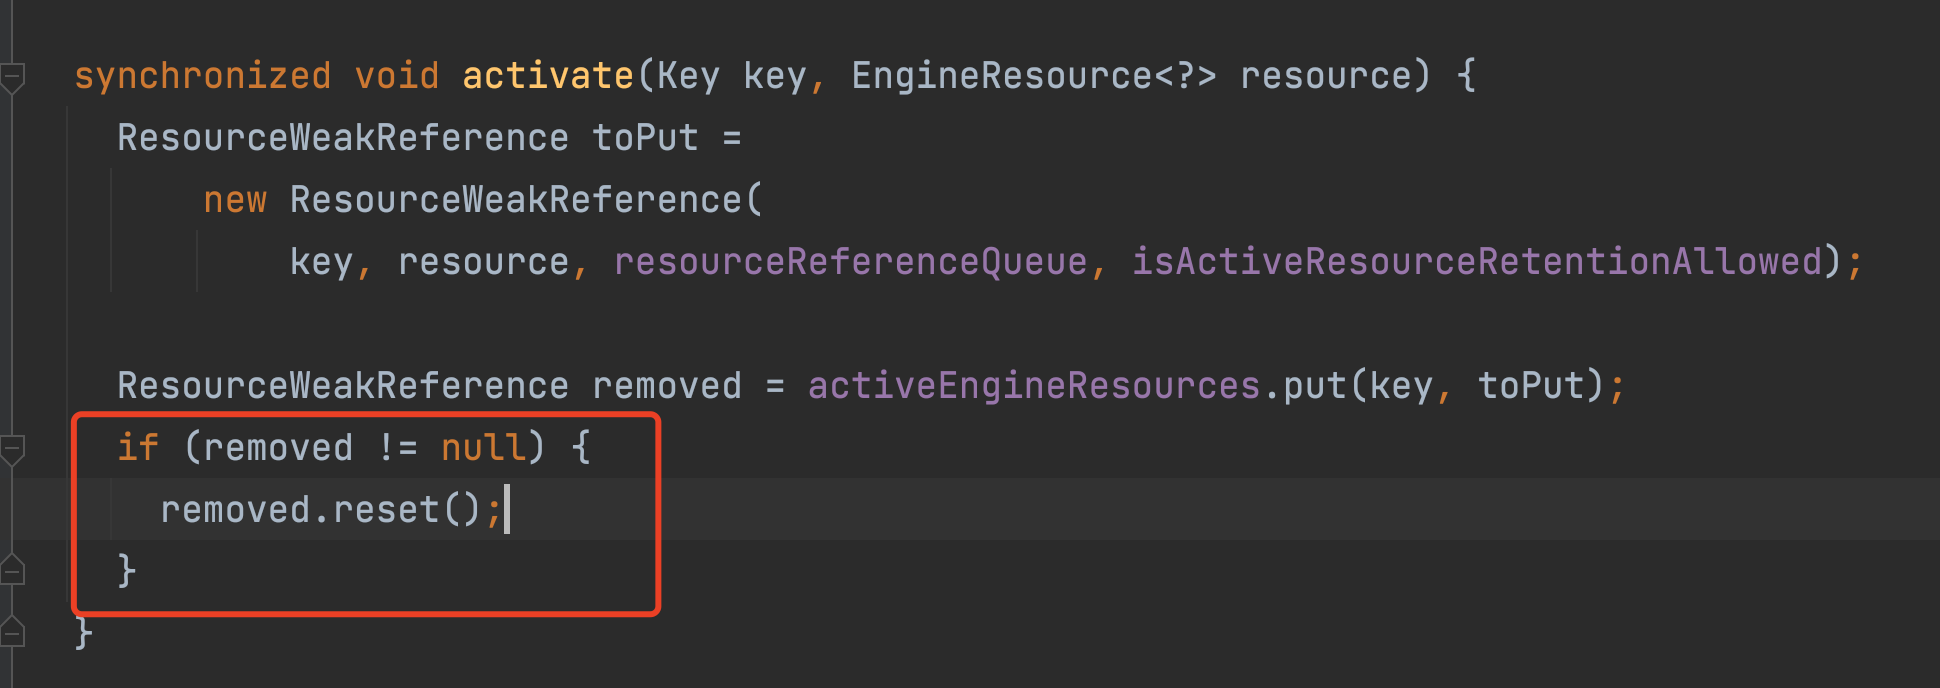 synchronized void activate(Key key, EngineResource<?> resource) {
ResourceWeakReference toPut =
new ResourceWeakReference(
key, resource, resourceReferenceQueue, isActiveResourceRetentionAllowed);
ResourceWeakReference removed = activeEngineResources.put(key, toPut);
if (removed != null) {
removed.reset();
}
}